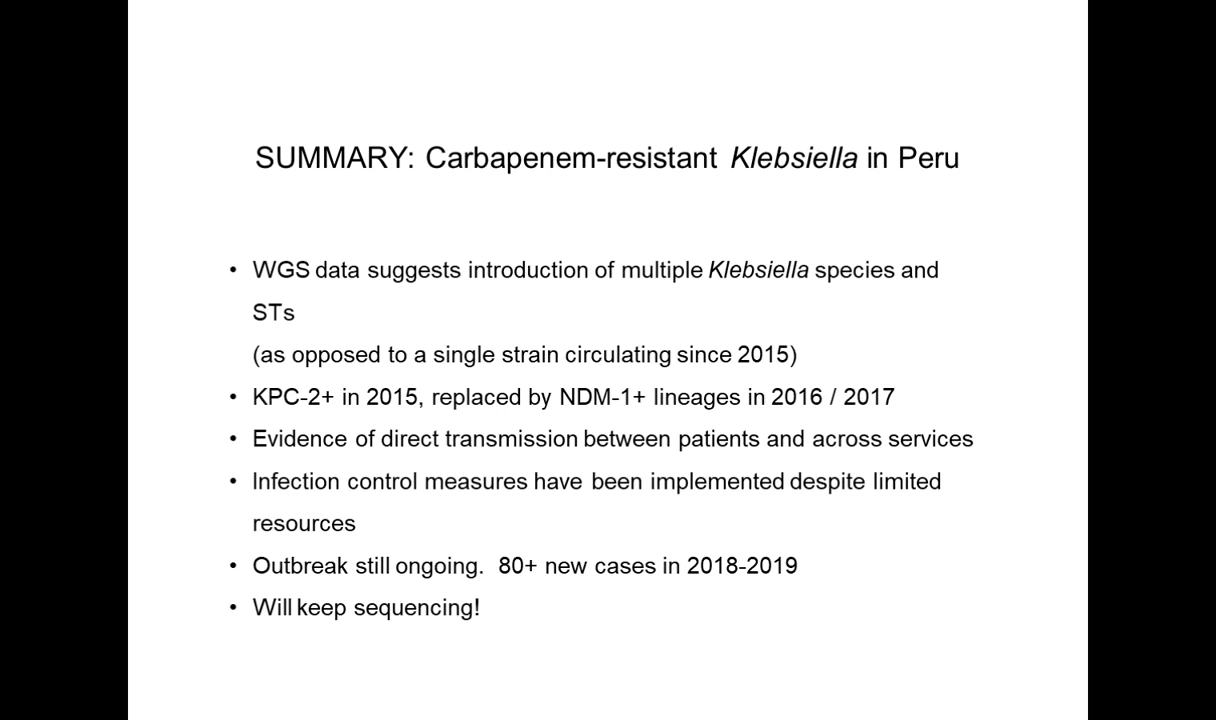 SUMMARY: Carbapenem-resistant Klebsiella in Peru
• WGS data suggests introduction of multiple Klebsiella species and
STs
(as opposed to a single strain circulating since 2015)
• KPC-2+ in 2015, replaced by NDM-1+ lineages in 2016 / 2017
• Evidence of direct transmission between patients and across services
• Infection control measures have been implemented despite limited
resources
• Outbreak still ongoing.  80+ new cases in 2018-2019
• Will keep sequencing!